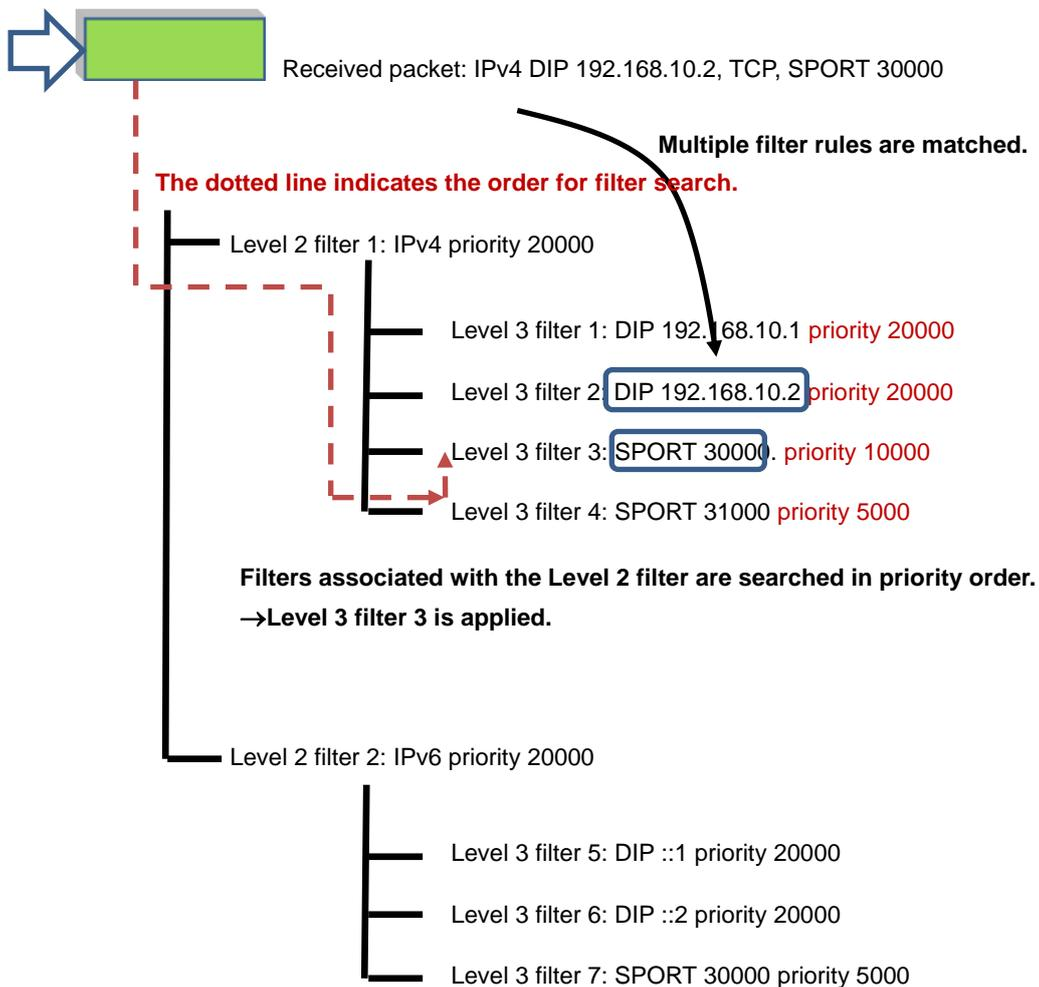 Received packet: IPv4 DIP 192.168.10.2, TCP, SPORT 30000
Multiple filter rules are matched.
The dotted line indicates the order for filter search.
Level 2 filter 1: IPv4 priority 20000
Level 3 filter 1: DIP 192.168.10.1 priority 20000
Level 3 filter 2: DIP 192.168.10.2 priority 20000
Level 3 filter 3: SPORT 30000. priority 10000
Level 3 filter 4: SPORT 31000 priority 5000
Filters associated with the Level 2 filter are searched in priority order.
→Level 3 filter 3 is applied.
Level 2 filter 2: IPv6 priority 20000
Level 3 filter 5: DIP ::1 priority 20000
Level 3 filter 6: DIP ::2 priority 20000
Level 3 filter 7: SPORT 30000 priority 5000